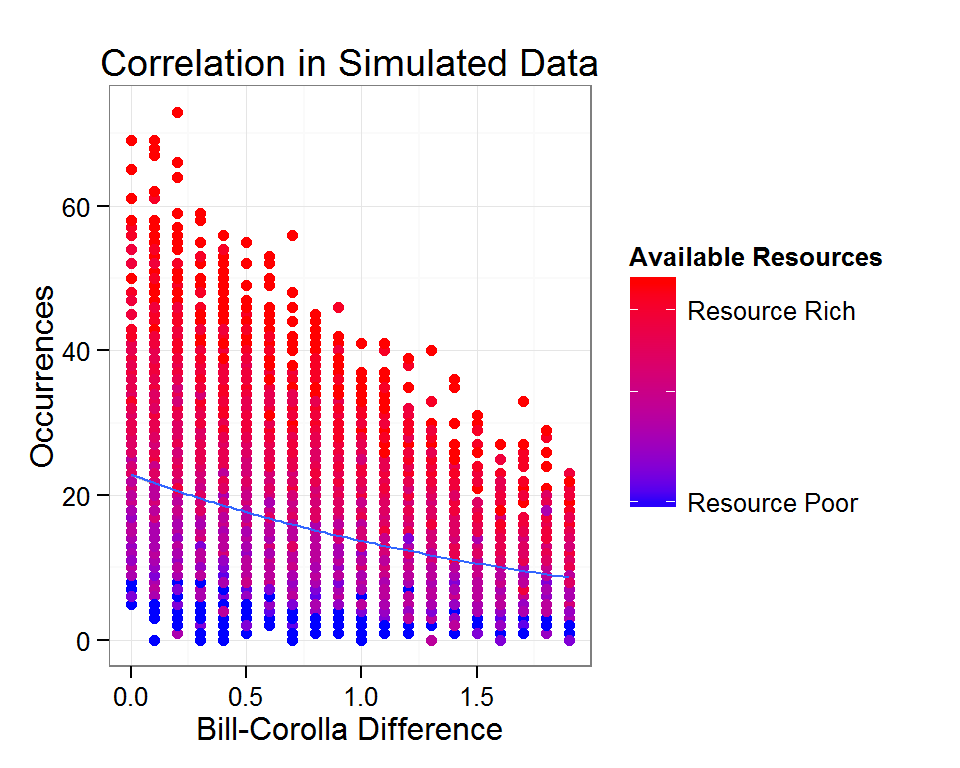 Correlation in Simulated Data
Occurrences
60
40
20
0
0.0 0.5 1.0 1.5
Bill-Corolla Difference
Available Resources
Resource Rich
Resource Poor